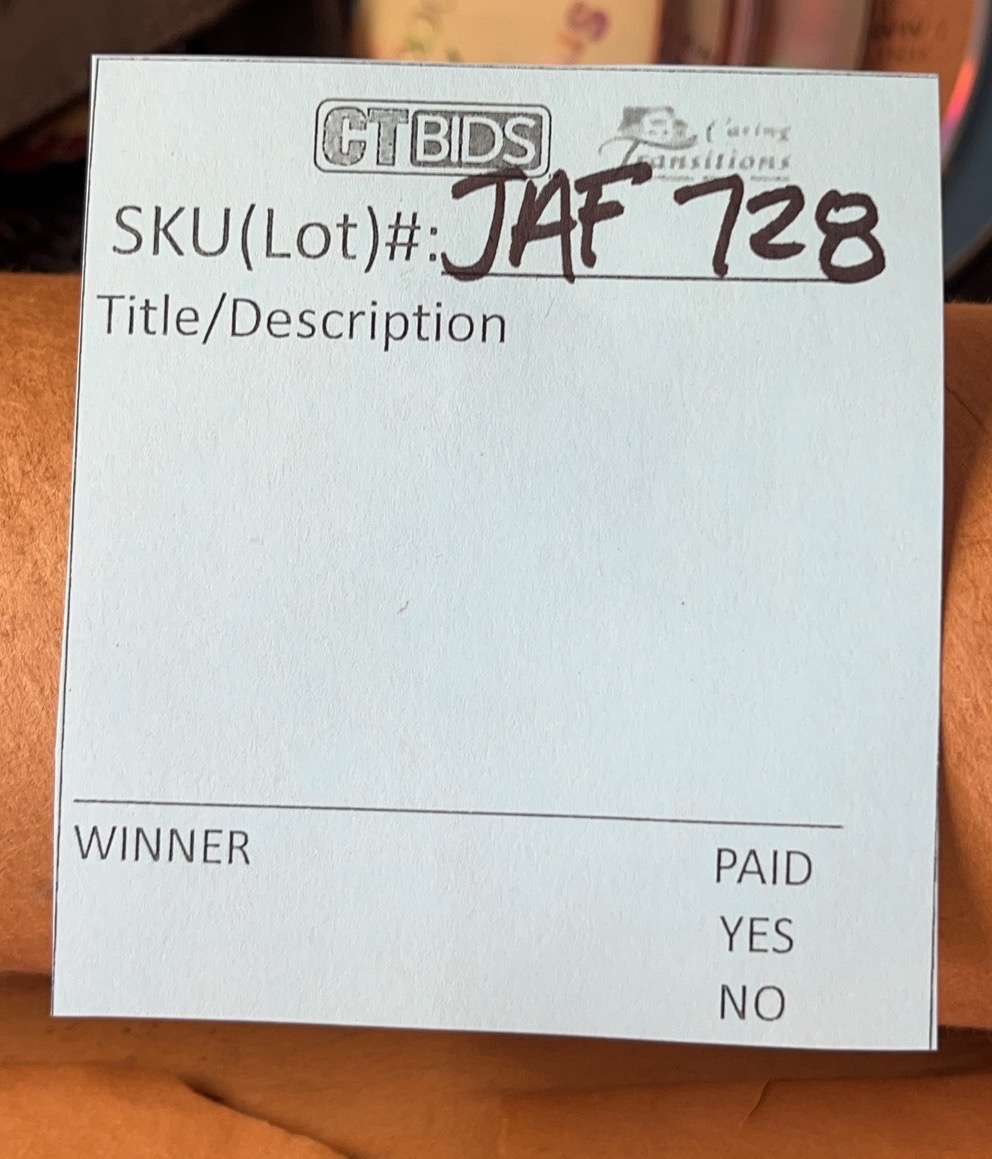 CTBIDS
Caring
Transitions
SKU(Lot)#: JAF 728
Title/Description
WINNER
PAID
YES
NO